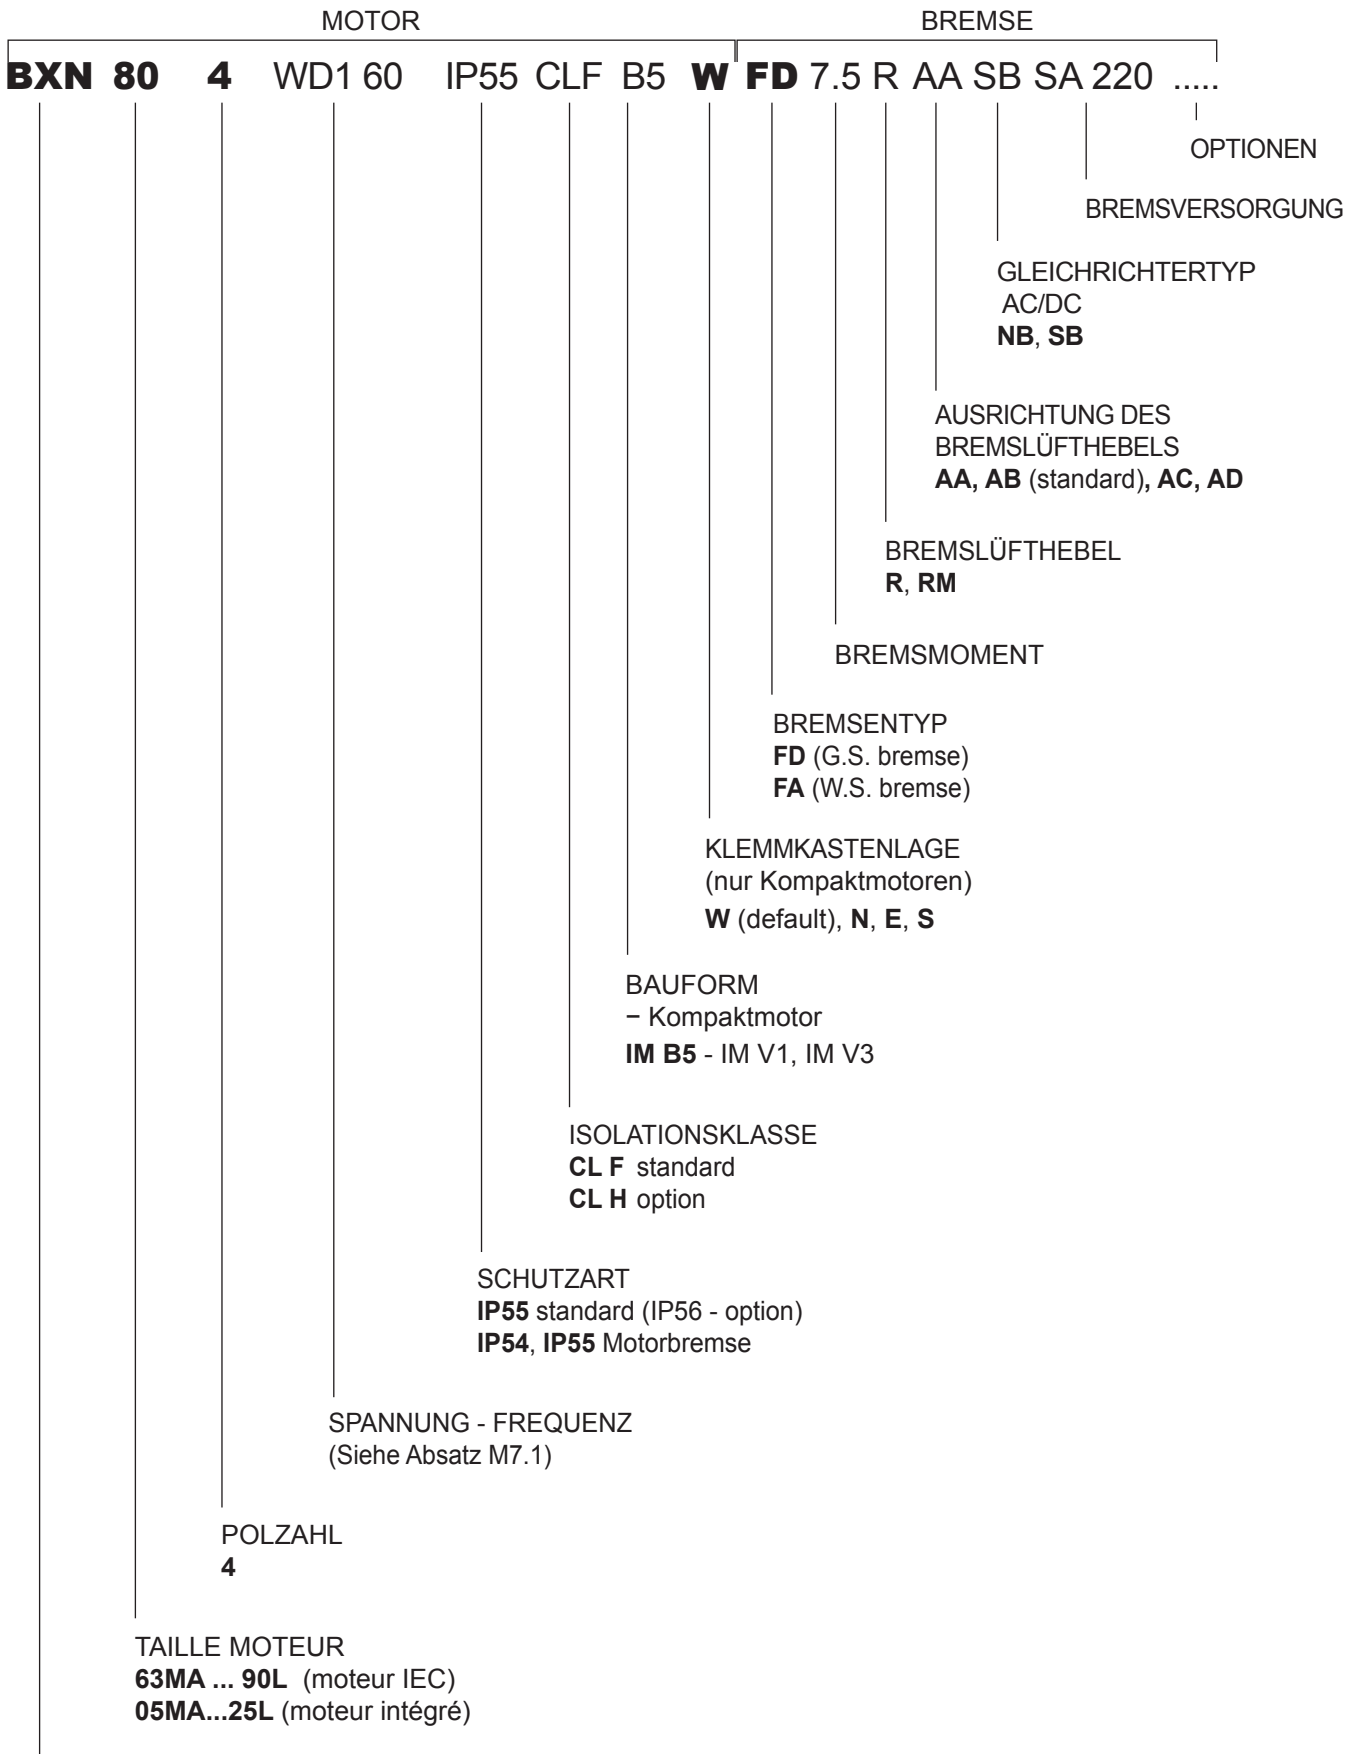 MOTOR BREMSE
BXN 80 4 WD1 60 IP55 CLF B5 W FD 7.5 R AA SB SA 220 .....
OPTIONEN
BREMSVERSORGUNG
GLEICHRICHTERTYP
AC/DC
NB, SB
AUSRICHTUNG DES
BREMSLÜFTHEBELS
AA, AB (standard), AC, AD
BREMSLÜFTHEBEL
R, RM
BREMSMOMENT
BREMSENTYP
FD (G.S. bremse)
FA (W.S. bremse)
KLEMMKASTENLAGE
(nur Kompaktmotoren)
W (default), N, E, S
BAUFORM
− Kompaktmotor
IM B5 - IM V1, IM V3
ISOLATIONSKLASSE
CL F standard
CL H option
SCHUTZART
IP55 standard (IP56 - option)
IP54, IP55 Motorbremse
SPANNUNG - FREQUENZ
(Siehe Absatz M7.1)
POLZAHL
4
TAILLE MOTEUR
63MA ... 90L (moteur IEC)
05MA...25L (moteur intégré)